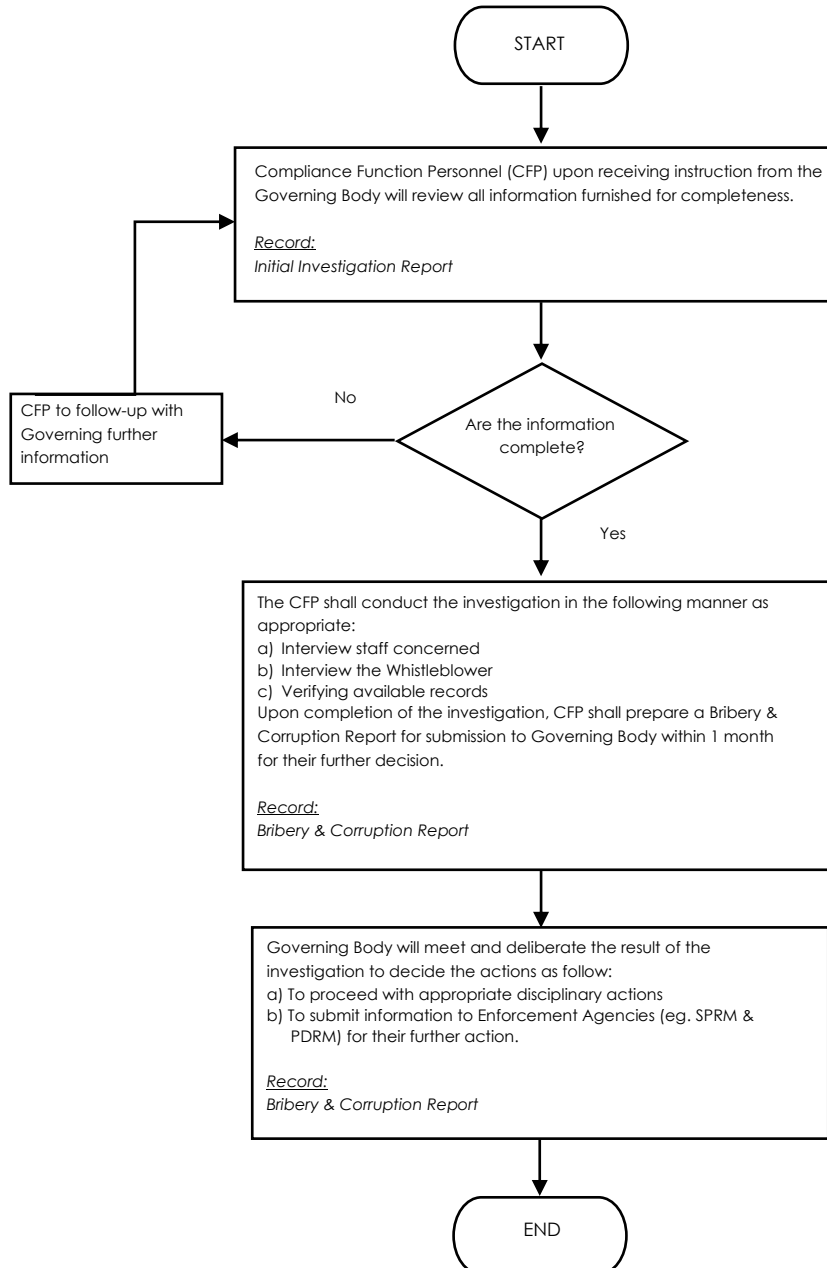 START
Compliance Function Personnel (CFP) upon receiving instruction from the
Governing Body will review all information furnished for completeness.
Record:
Initial Investigation Report
No
CFP to follow-up with
Governing further
information
Are the information
complete?
Yes
The CFP shall conduct the investigation in the following manner as
appropriate:
a) Interview staff concerned
b) Interview the Whistleblower
c) Verifying available records
Upon completion of the investigation, CFP shall prepare a Bribery &
Corruption Report for submission to Governing Body within 1 month
for their further decision.
Record:
Bribery & Corruption Report
Governing Body will meet and deliberate the result of the
investigation to decide the actions as follow:
a) To proceed with appropriate disciplinary actions
b) To submit information to Enforcement Agencies (eg. SPRM &
PDRM) for their further action.
Record:
Bribery & Corruption Report
END